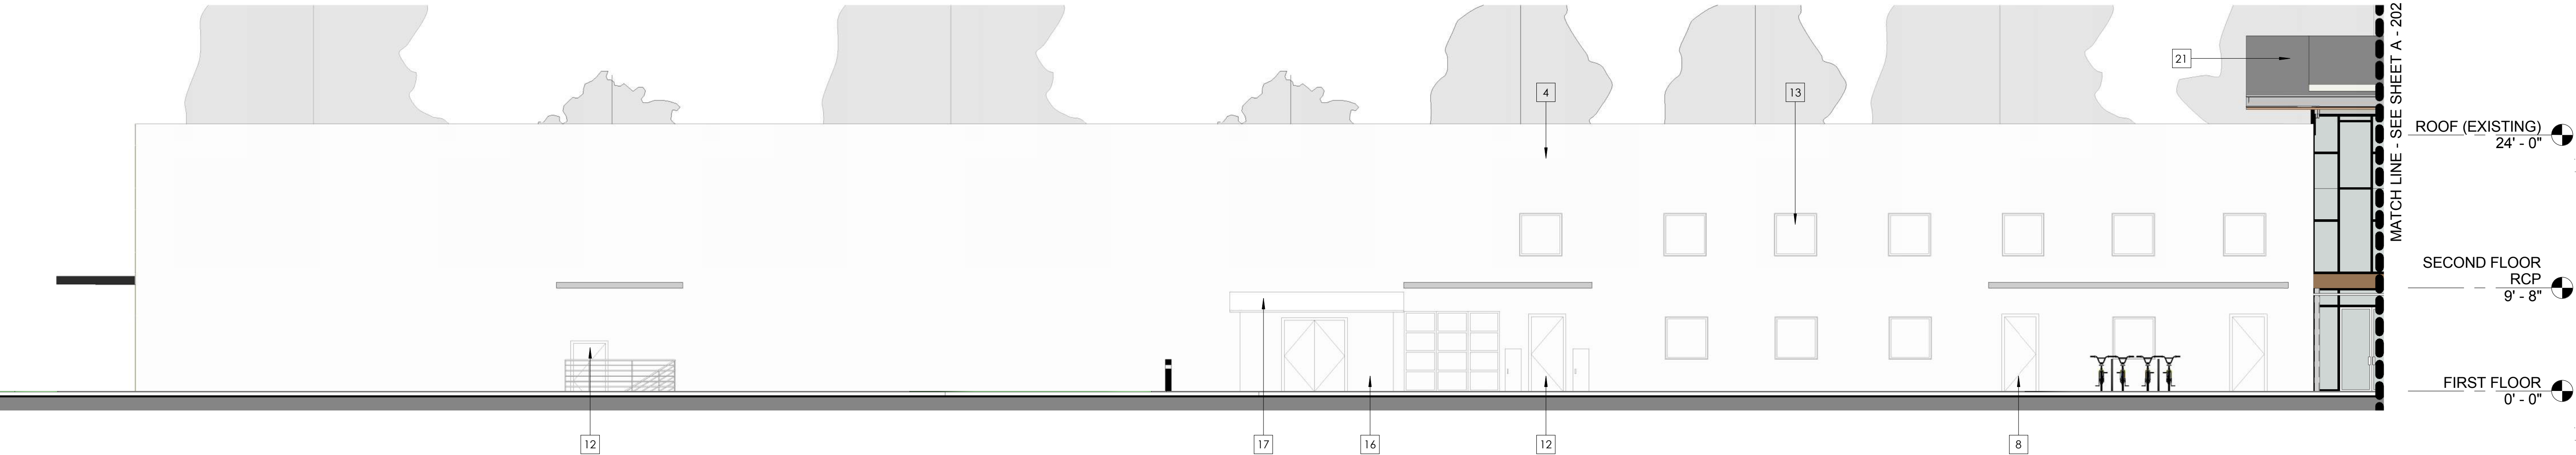 MATCH LINE - SEE SHEET A - 202
21
4
13
ROOF (EXISTING)
24' - 0"
SECOND FLOOR
RCP
9' - 8"
FIRST FLOOR
0' - 0"
12
17
16
12
8